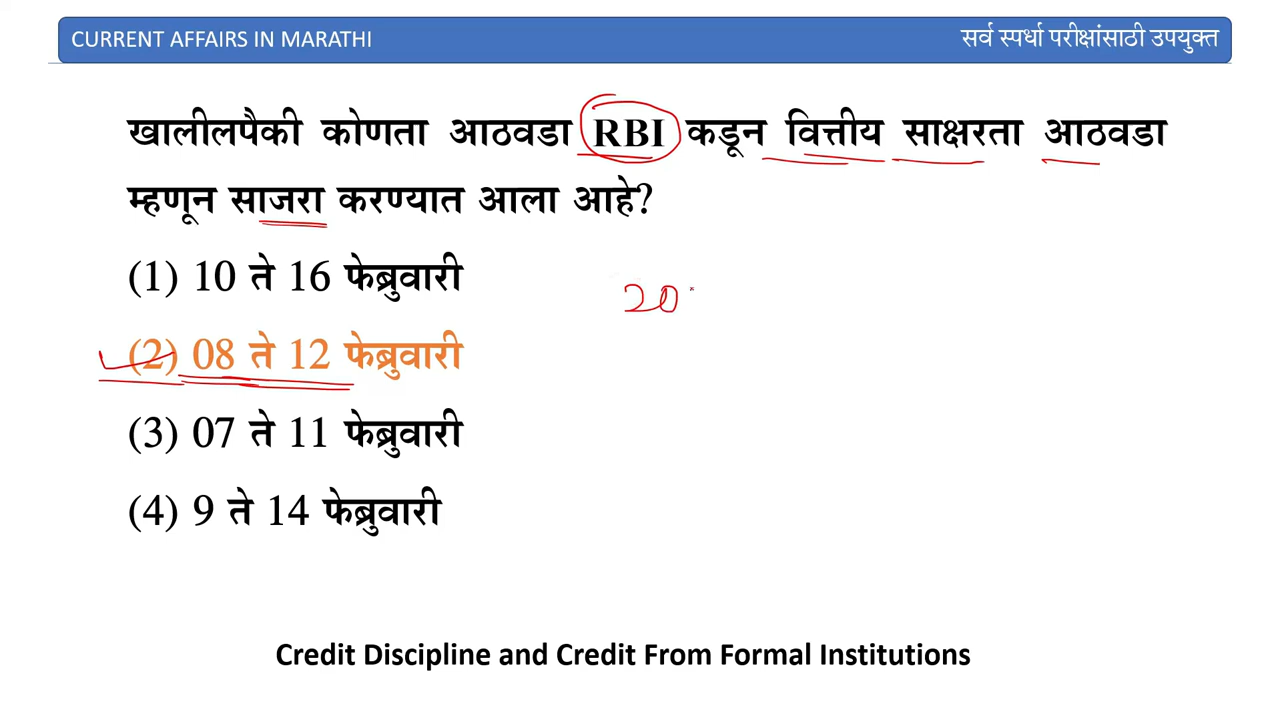 CURRENT AFFAIRS IN MARATHI
सर्व स्पर्धा परीक्षांसाठी उपयुक्त
खालीलपैकी कोणता आठवडा RBI कडून वित्तीय साक्षरता आठवडा
म्हणून साजरा करण्यात आला आहे?
(1) 10 ते 16 फेब्रुवारी
20
(2) 08 ते 12 फेब्रुवारी
(3) 07 ते 11 फेब्रुवारी
(4) 9 ते 14 फेब्रुवारी
Credit Discipline and Credit From Formal Institutions